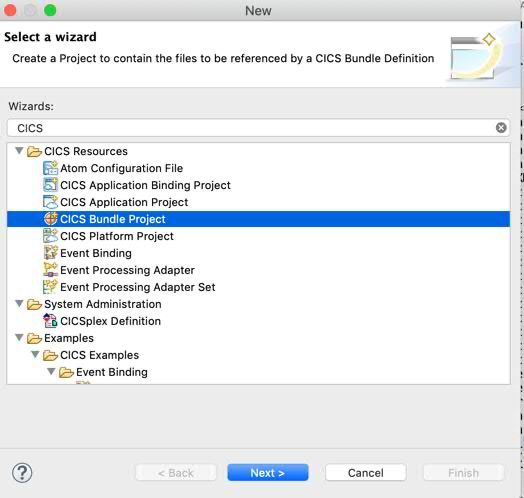 New
Select a wizard
Create a Project to contain the files to be referenced by a CICS Bundle Definition
Wizards:
CICS
CICS Resources
Atom Configuration File
CICS Application Binding Project
CICS Application Project
CICS Bundle Project
CICS Platform Project
Event Binding
Event Processing Adapter
Event Processing Adapter Set
System Administration
CICSplex Definition
Examples
CICS Examples
Event Binding
?
< Back
Next >
Cancel
Finish